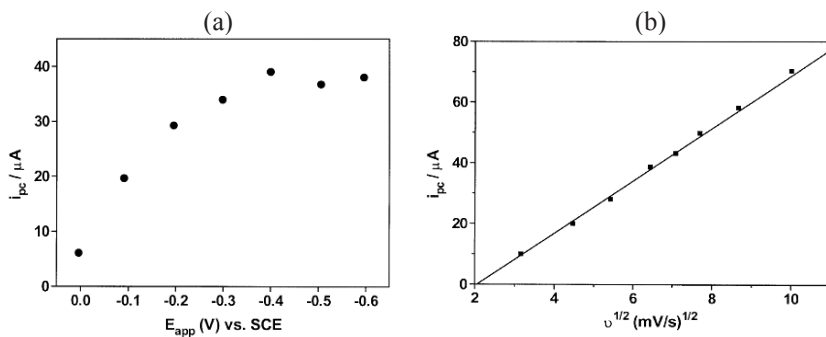 (a)
40
30
20
10
0
i_pc / μA
0.0 -0.1 -0.2 -0.3 -0.4 -0.5 -0.6
E_app (V) vs. SCE
(b)
80
60
40
20
0
i_pc / μA
2 4 6 8 10
υ^1/2 (mV/s)^1/2